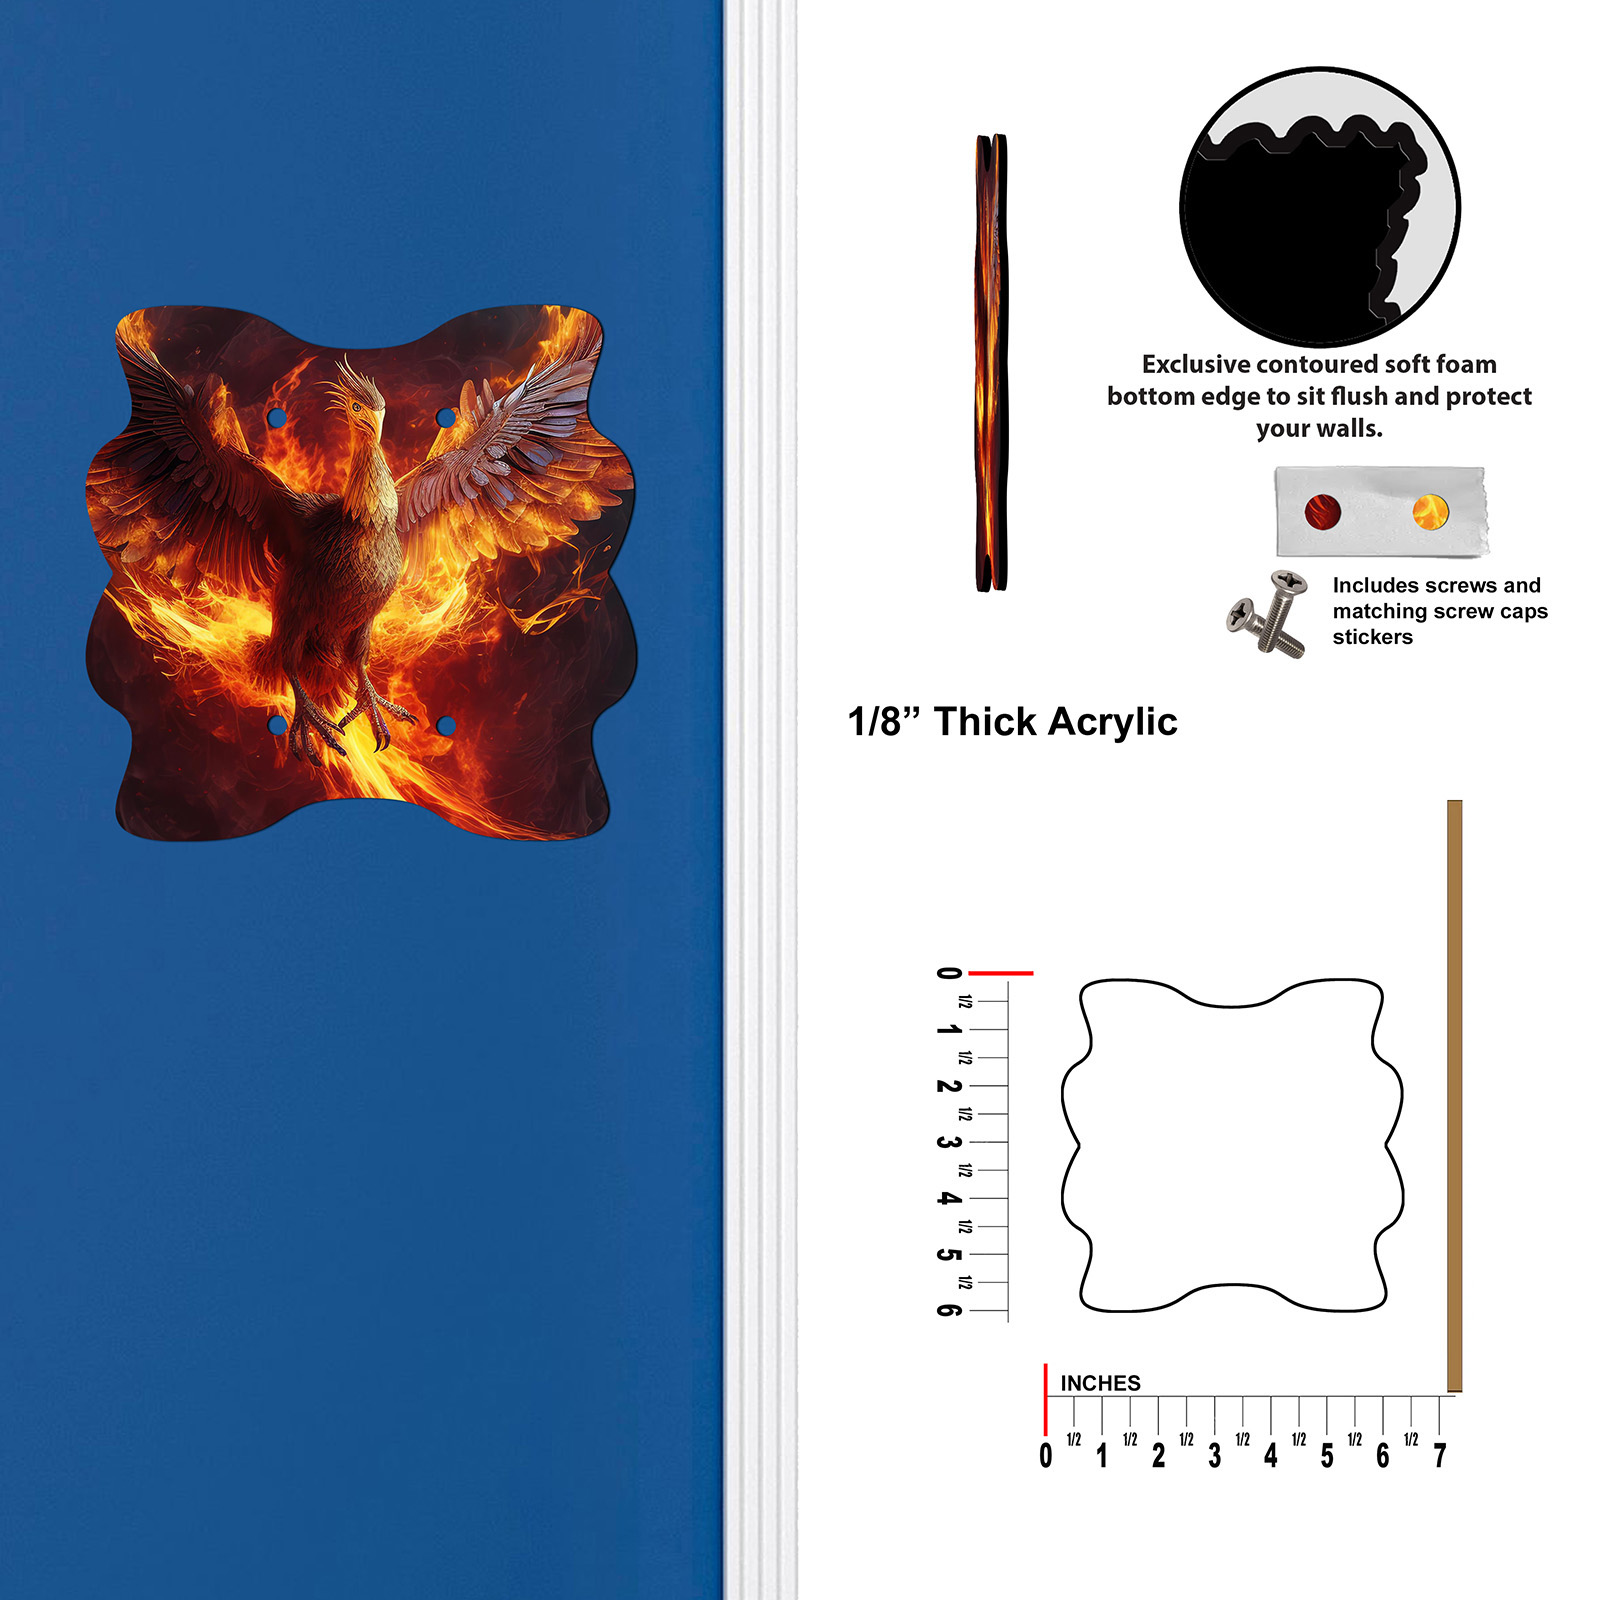 Exclusive contoured soft foam
bottom edge to sit flush and protect
your walls.
Includes screws and
matching screw caps
stickers
1/8” Thick Acrylic
0
1/2
1
1/2
2
1/2
3
1/2
4
1/2
5
1/2
6
INCHES
0 1/2 1 1/2 2 1/2 3 1/2 4 1/2 5 1/2 6 1/2 7